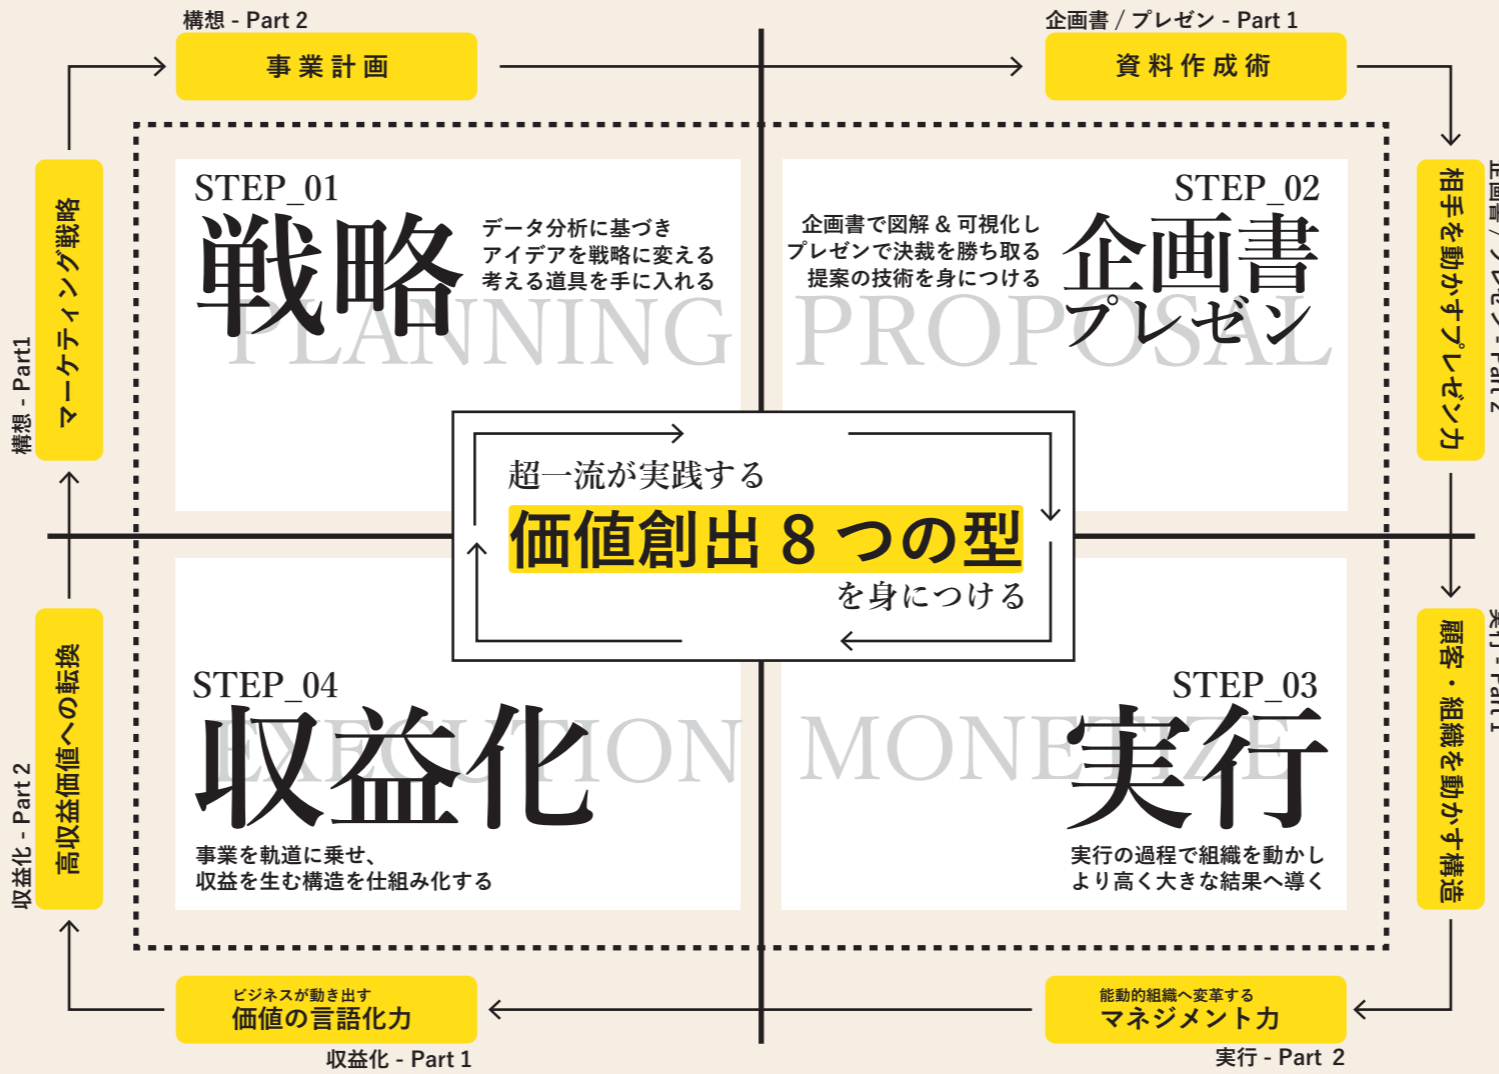 構想 - Part 2
事業計画
企画書 / プレゼン - Part 1
資料作成術
構想 - Part1
マーケティング戦略
STEP_01
戦略
データ分析に基づき
アイデアを戦略に変える
考える道具を手に入れる
PLANNING
STEP_02
企画書
プレゼン
企画書で図解 & 可視化し
プレゼンで決裁を勝ち取る
提案の技術を身につける
PROPOSAL
企画書 / プレゼン - Part 2
相手を動かすプレゼン力
超一流が実践する
価値創出 8 つの型
を身につける
収益化 - Part 2
高収益価値への転換
STEP_04
収益化
EXECUTION
事業を軌道に乗せ、
収益を生む構造を仕組み化する
STEP_03
実行
MONETIZE
実行の過程で組織を動かし
より高く大きな結果へ導く
実行 - Part 1
顧客・組織を動かす構造
ビジネスが動き出す
価値の言語化力
収益化 - Part 1
能動的組織へ変革する
マネジメント力
実行 - Part 2